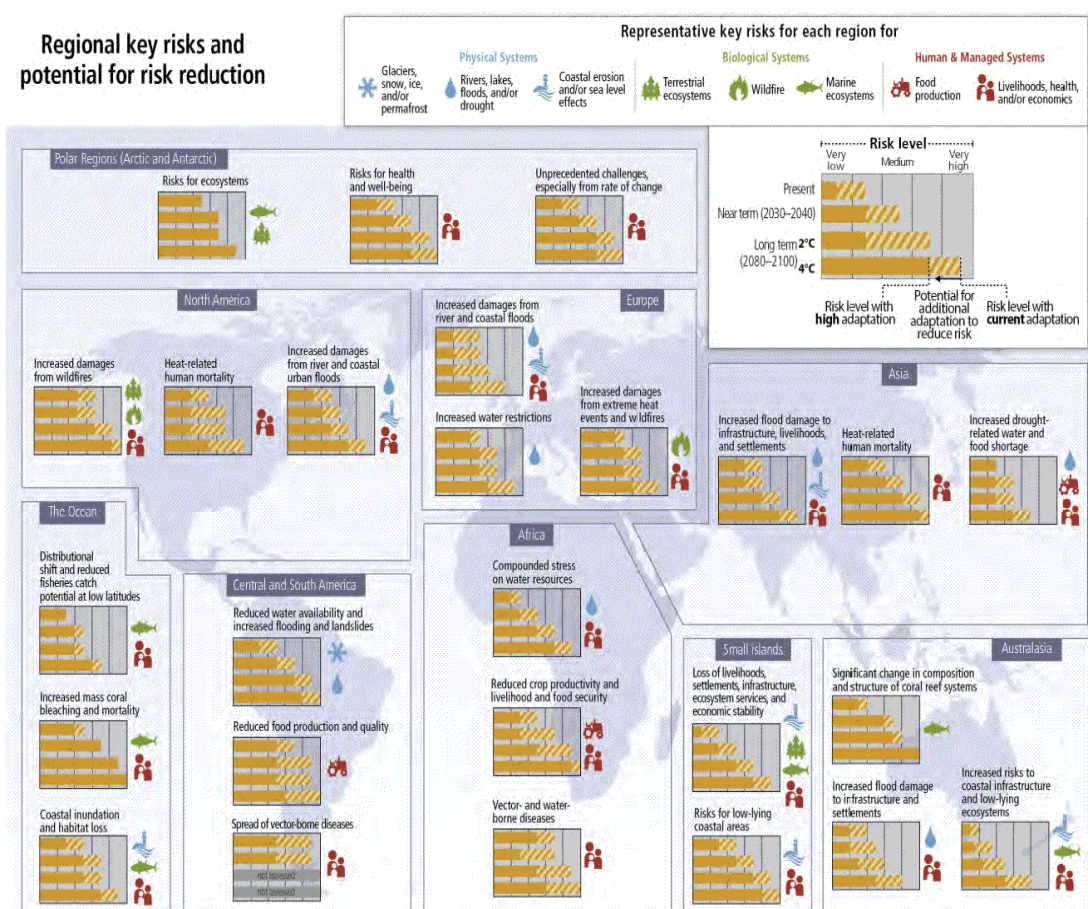 Regional key risks and
potential for risk reduction
Representative key risks for each region for
Physical Systems
Biological Systems
Human & Managed Systems
Glaciers,
snow, ice,
and/or
permafrost
Rivers, lakes,
floods, and/or
drought
Coastal erosion
and/or sea level
effects
Terrestrial
ecosystems
Wildfire
Marine
ecosystems
Food
production
Livelihoods, health,
and/or economics
Risk level
Very
low
Medium
Very
high
Present
Near term (2030–2040)
Long term 2°C
(2080–2100) 4°C
Risk level with
high adaptation
Potential for
additional
adaptation to
reduce risk
Risk level with
current adaptation
Polar Regions (Arctic and Antarctic)
Risks for ecosystems
Risks for health
and well-being
Unprecedented challenges,
especially from rate of change
North America
Increased damages
from wildfires
Heat-related
human mortality
Increased damages
from river and coastal
urban floods
Europe
Increased damages from
river and coastal floods
Increased water restrictions
Increased damages
from extreme heat
events and wildfires
Asia
Increased flood damage to
infrastructure, livelihoods,
and settlements
Heat-related
human mortality
Increased drought-
related water and
food shortage
The Ocean
Distributional
shift and reduced
fisheries catch
potential at low latitudes
Increased mass coral
bleaching and mortality
Coastal inundation
and habitat loss
Central and South America
Reduced water availability and
increased flooding and landslides
Reduced food production and quality
Spread of vector-borne diseases
not assessed
not assessed
Africa
Compounded stress
on water resources
Reduced crop productivity and
livelihood and food security
Vector- and water-
borne diseases
Small islands
Loss of livelihoods,
settlements, infrastructure,
ecosystem services, and
economic stability
Risks for low-lying
coastal areas
Australasia
Significant change in composition
and structure of coral reef systems
Increased flood damage
to infrastructure and
settlements
Increased risks to
coastal infrastructure
and low-lying
ecosystems